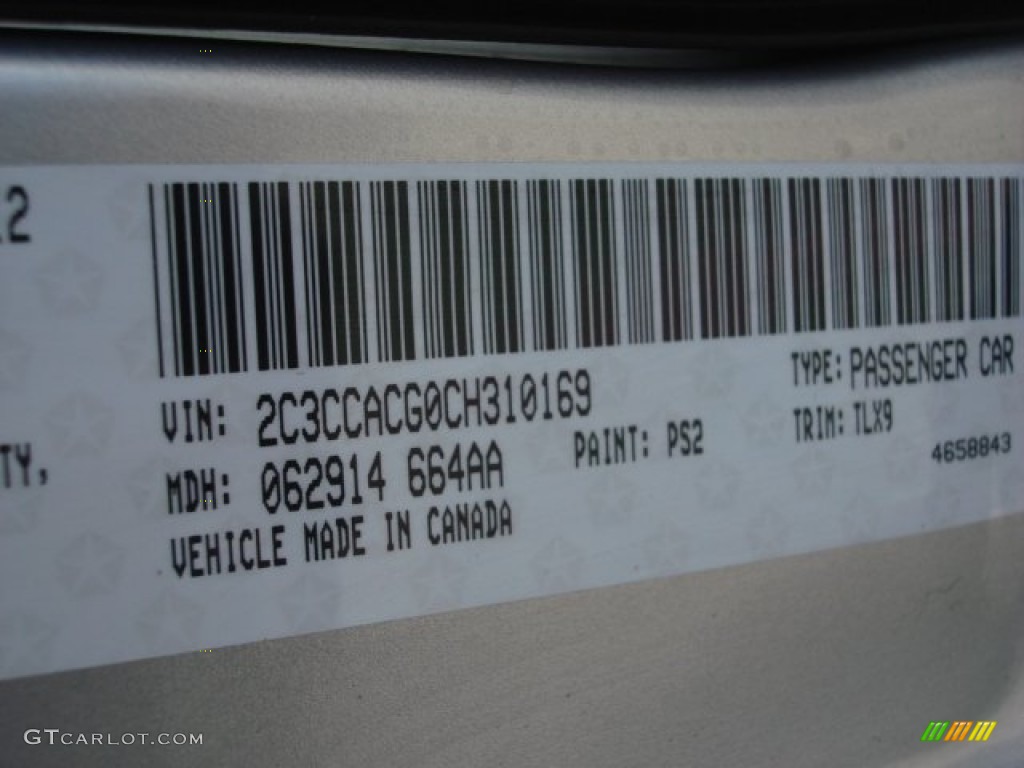 12
TY,
VIN: 2C3CCACG0CH310169
TYPE: PASSENGER CAR
MDH: 062914 664AA
PAINT: PS2
TRIM: TLX9
VEHICLE MADE IN CANADA
4658843
GTCARLOT.COM